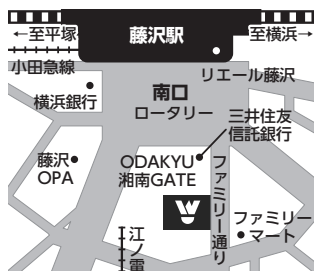 藤沢駅
←至平塚
至横浜→
小田急線
リエール藤沢
横浜銀行
南口
ロータリー
三井住友
信託銀行
藤沢
OPA
ODAKYU
湘南GATE
ファミリー通り
ファミリー
マート
江ノ電